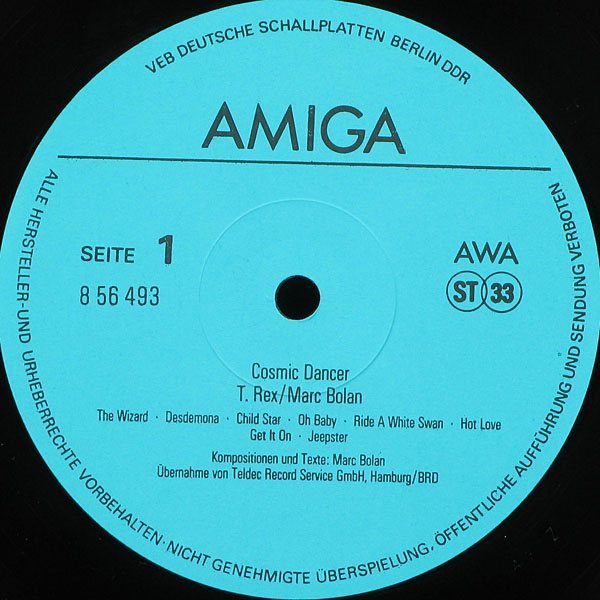 VEB DEUTSCHE SCHALLPLATTEN BERLIN DDR
AMIGA
SEITE 1
8 56 493
AWA
ST 33
Cosmic Dancer
T. Rex/Marc Bolan
The Wizard · Desdemona · Child Star · Oh Baby · Ride A White Swan · Hot Love
Get It On · Jeepster
Kompositionen und Texte: Marc Bolan
Übernahme von Teldec Record Service GmbH, Hamburg/BRD
ALLE HERSTELLER- UND URHEBERRECHTE VORBEHALTEN · NICHT GENEHMIGTE ÜBERSPIELUNG, ÖFFENTLICHE AUFFÜHRUNG UND SENDUNG VERBOTEN